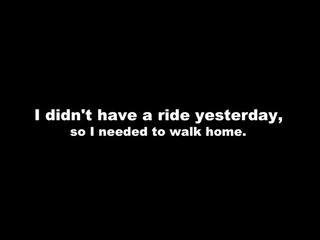 I didn't have a ride yesterday,
so I needed to walk home.